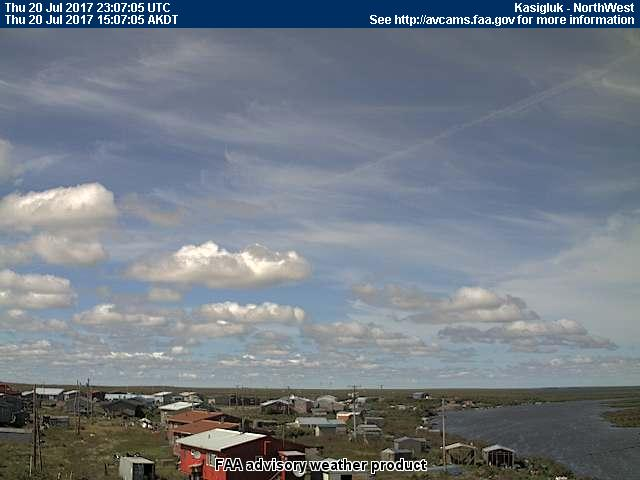 Thu 20 Jul 2017 23:07:05 UTC
Kasigluk - NorthWest
Thu 20 Jul 2017 15:07:05 AKDT
See http://avcams.faa.gov for more information
FAA advisory weather product